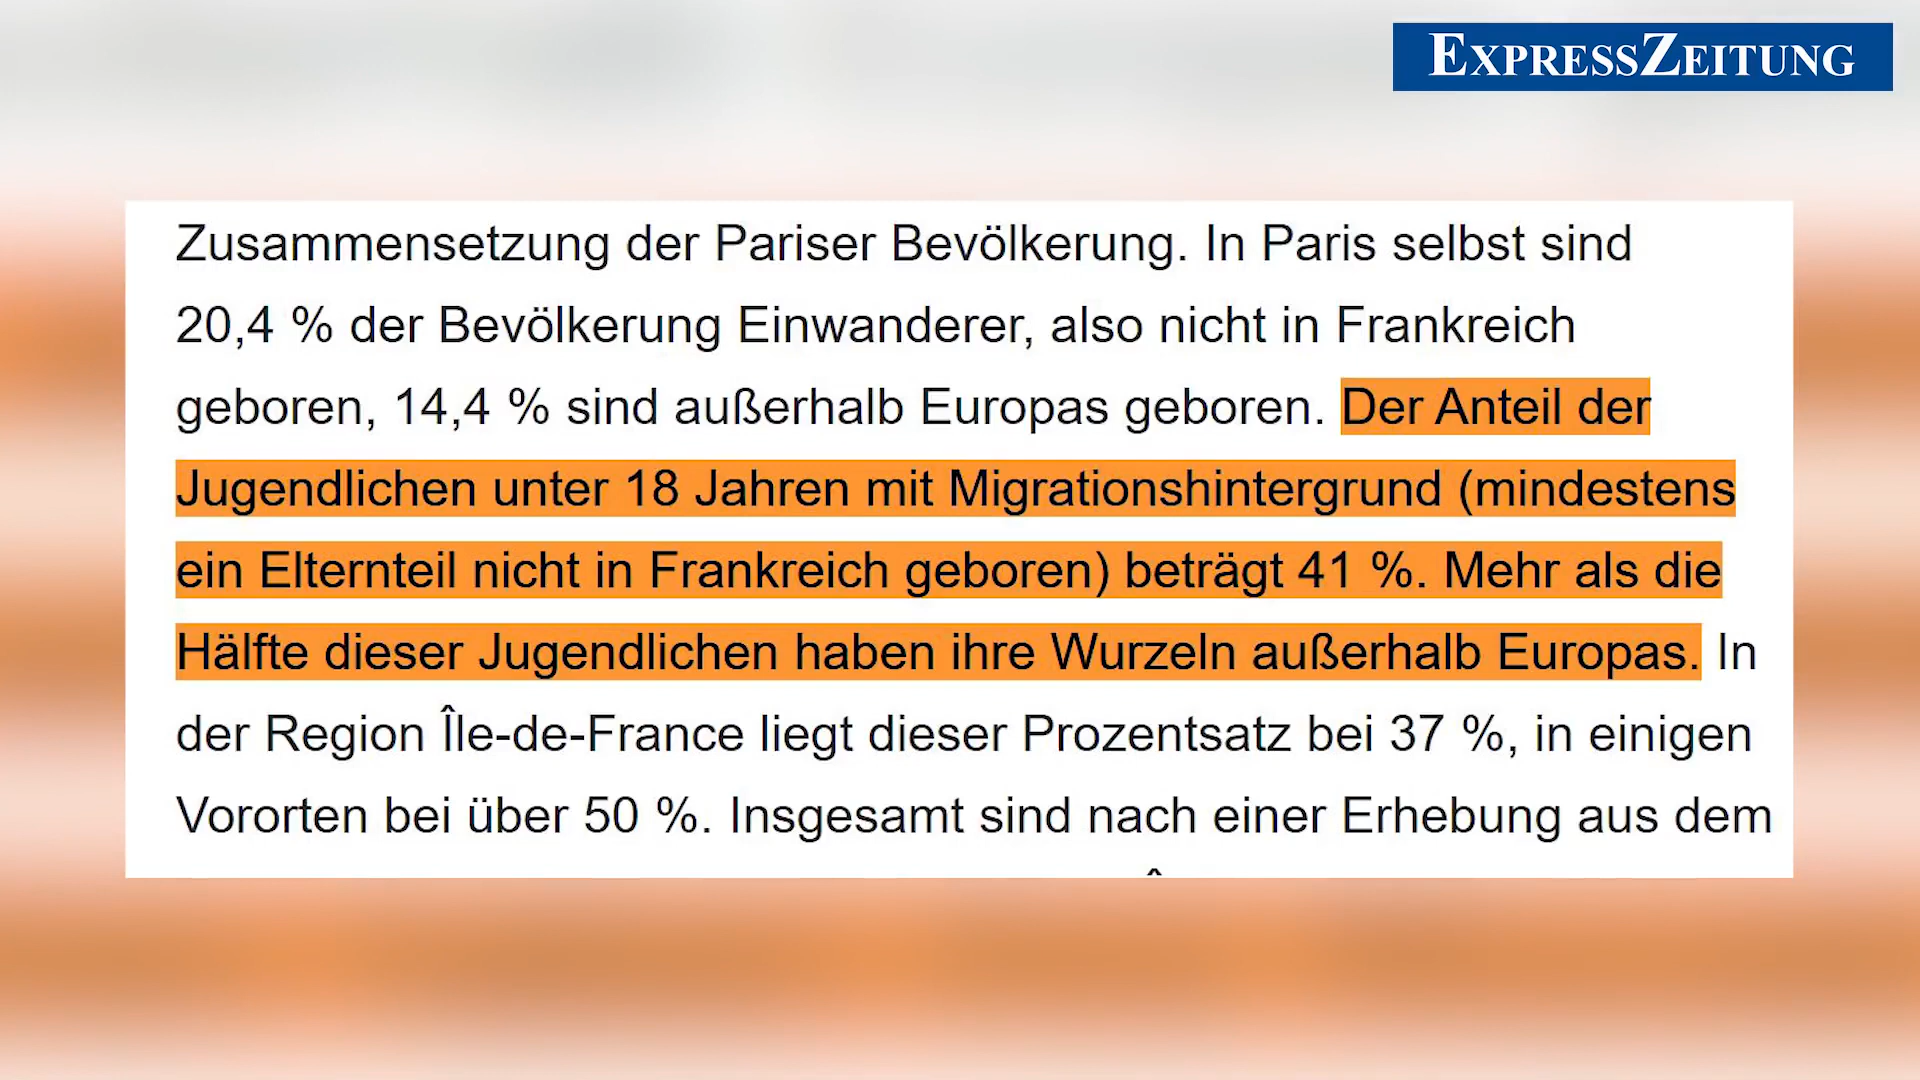 EXPRESSZEITUNG
Zusammensetzung der Pariser Bevölkerung. In Paris selbst sind
20,4 % der Bevölkerung Einwanderer, also nicht in Frankreich
geboren, 14,4 % sind außerhalb Europas geboren. Der Anteil der
Jugendlichen unter 18 Jahren mit Migrationshintergrund (mindestens
ein Elternteil nicht in Frankreich geboren) beträgt 41 %. Mehr als die
Hälfte dieser Jugendlichen haben ihre Wurzeln außerhalb Europas. In
der Region Île-de-France liegt dieser Prozentsatz bei 37 %, in einigen
Vororten bei über 50 %. Insgesamt sind nach einer Erhebung aus dem